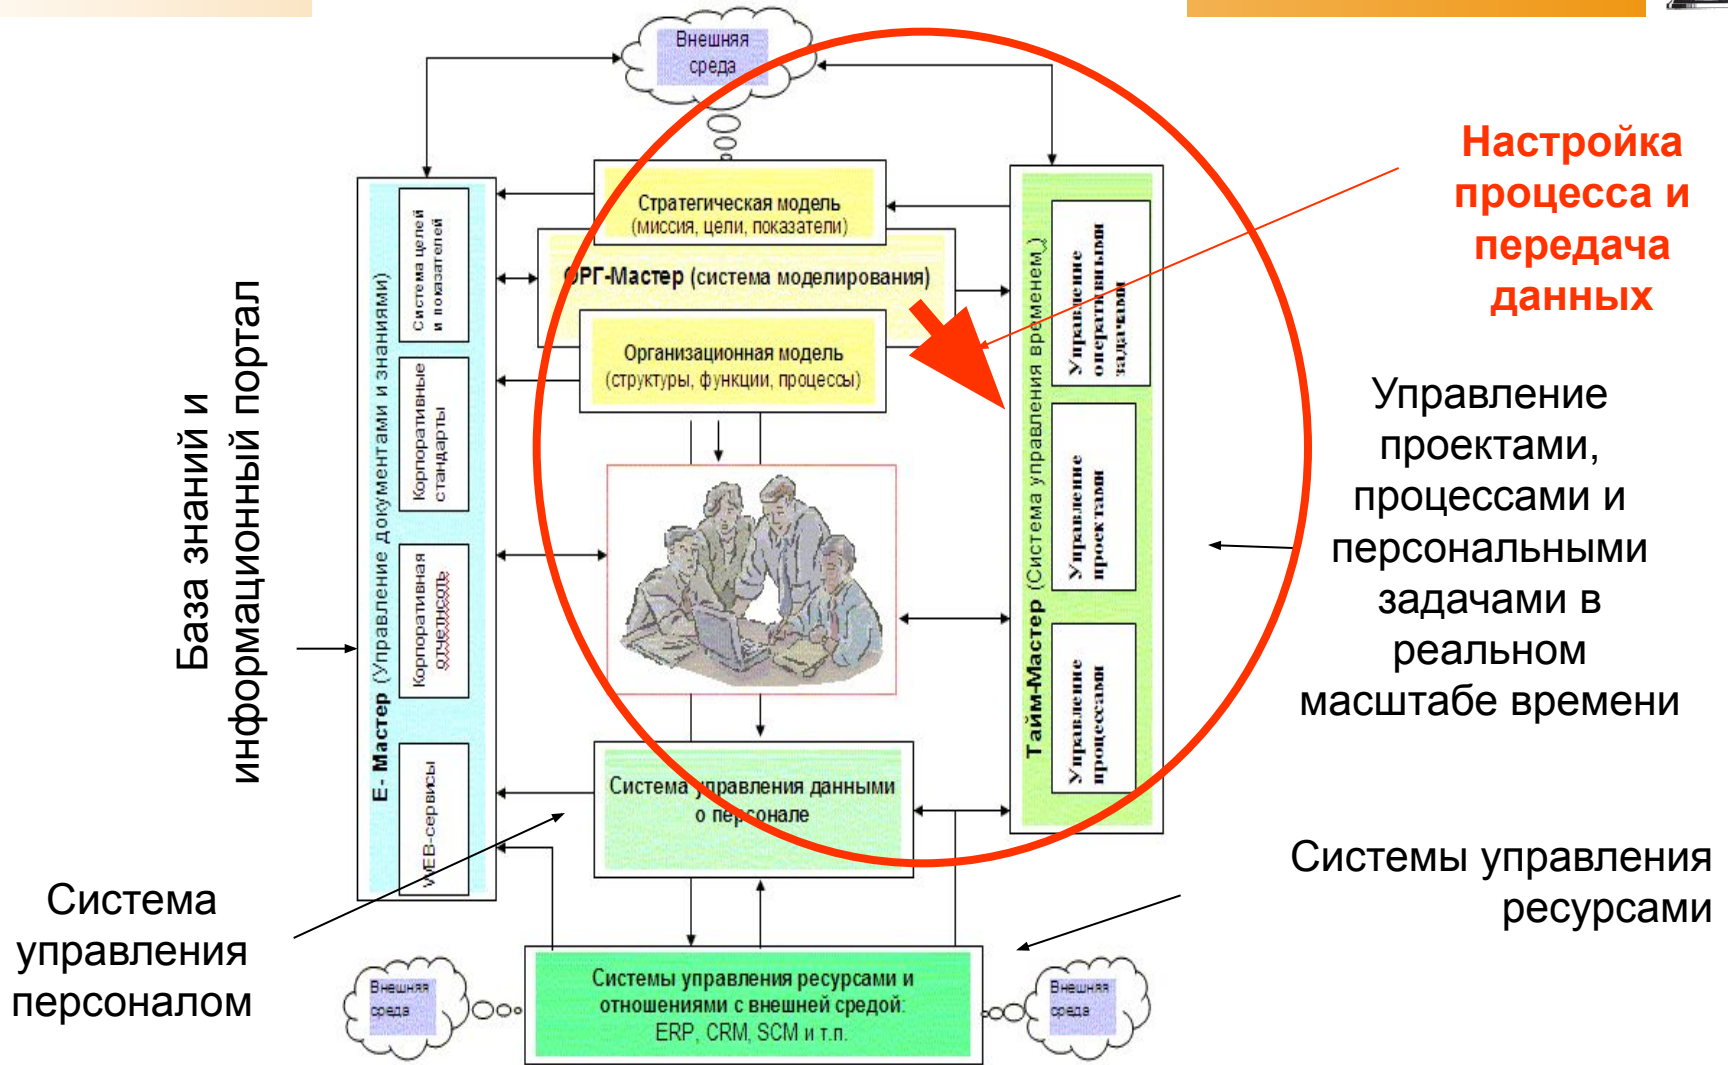 Внешняя
среда
Стратегическая модель
(миссия, цели, показатели)
ОРГ-Мастер (система моделирования)
Организационная модель
(структуры, функции, процессы)
Настройка
процесса и
передача
данных
База знаний и
информационный портал
Е- Мастер (Управление документами и знаниями)
Система целей
и показателей
Корпоративные
стандарты
Корпоративная
отчетнсоть
WEB-сервисы
Тайм-Мастер (Система управления временем )
Управление
оперативными
задачами
Управление
проектами
Управление
процессами
Управление
проектами,
процессами и
персональными
задачами в
реальном
масштабе времени
Система управления данными
о персонале
Системы управления
ресурсами
Система
управления
персоналом
Внешняя
среда
Системы управления ресурсами и
отношениями с внешней средой:
ERP, CRM, SCM и т.п.
Внешняя
среда